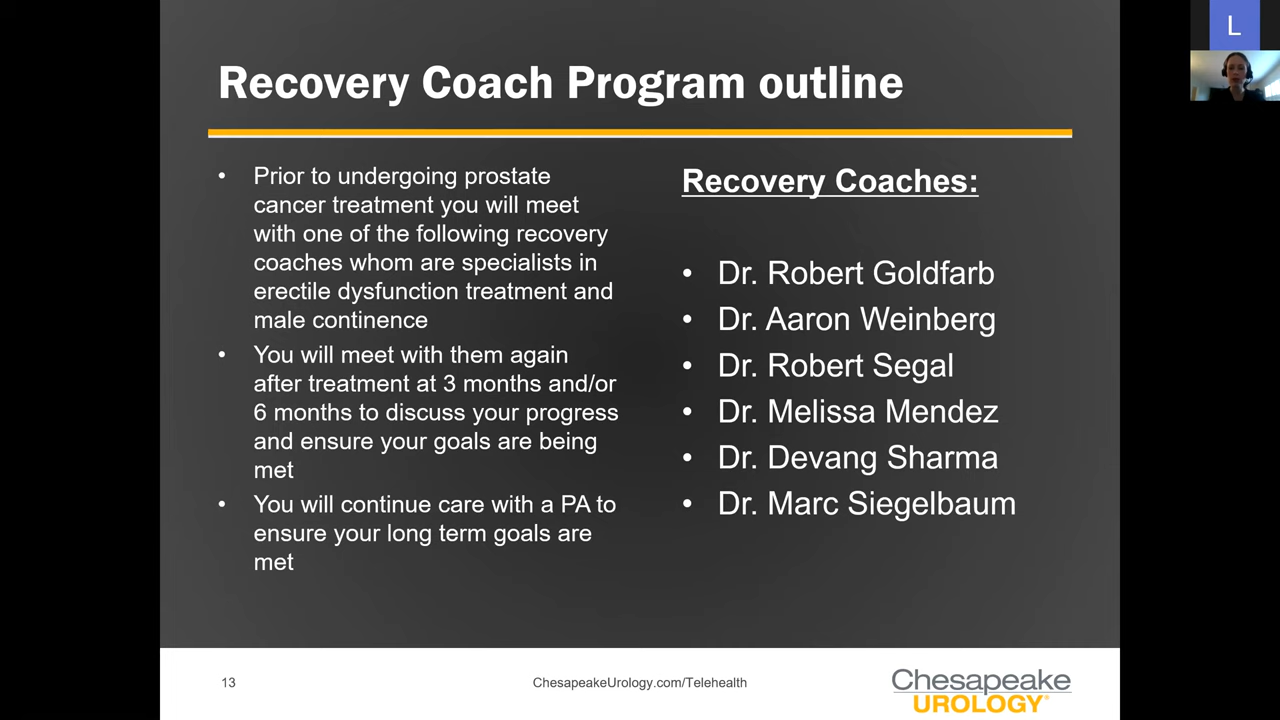 L
Recovery Coach Program outline
• Prior to undergoing prostate
cancer treatment you will meet
with one of the following recovery
coaches whom are specialists in
erectile dysfunction treatment and
male continence
• You will meet with them again
after treatment at 3 months and/or
6 months to discuss your progress
and ensure your goals are being
met
• You will continue care with a PA to
ensure your long term goals are
met
Recovery Coaches:
• Dr. Robert Goldfarb
• Dr. Aaron Weinberg
• Dr. Robert Segal
• Dr. Melissa Mendez
• Dr. Devang Sharma
• Dr. Marc Siegelbaum
13
ChesapeakeUrology.com/Telehealth
Chesapeake
UROLOGY®